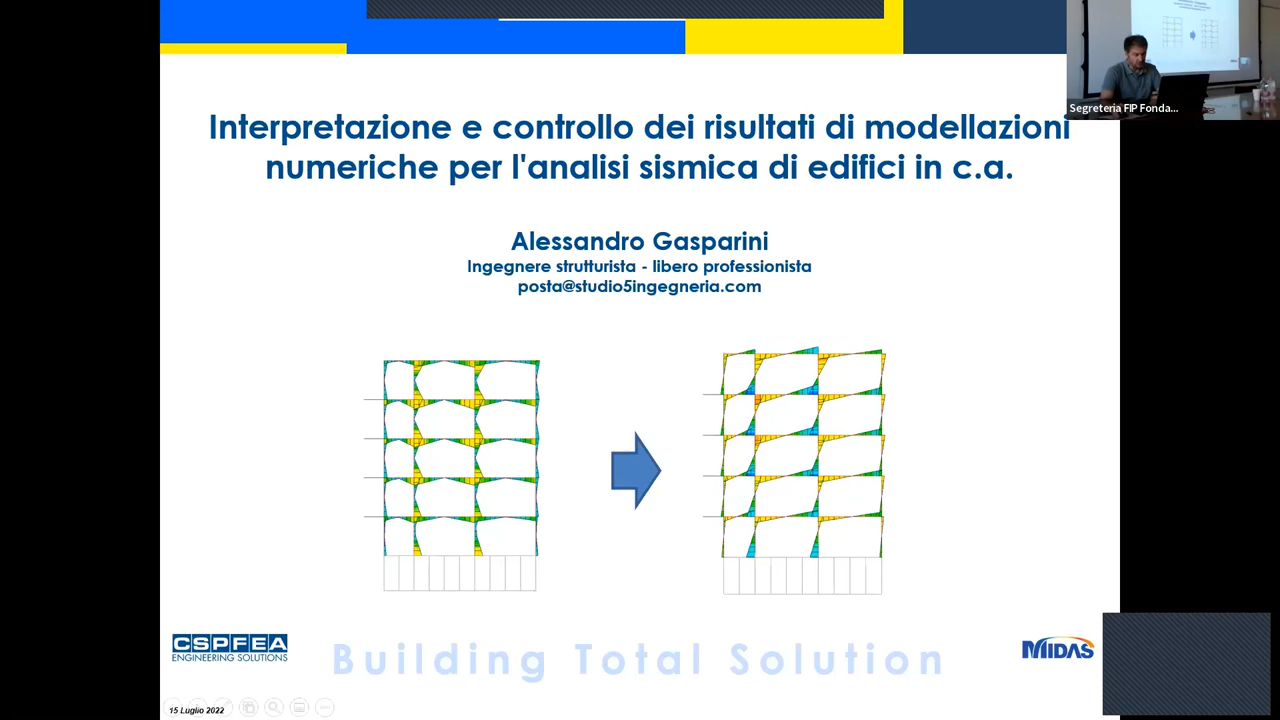 Segreteria FIP Fonda...
Interpretazione e controllo dei risultati di modellazioni
numeriche per l'analisi sismica di edifici in c.a.
Alessandro Gasparini
Ingegnere strutturista - libero professionista
posta@studio5ingegneria.com
CSPFEA
ENGINEERING SOLUTIONS
Building Total Solution
MIDAS
15 Luglio 2022